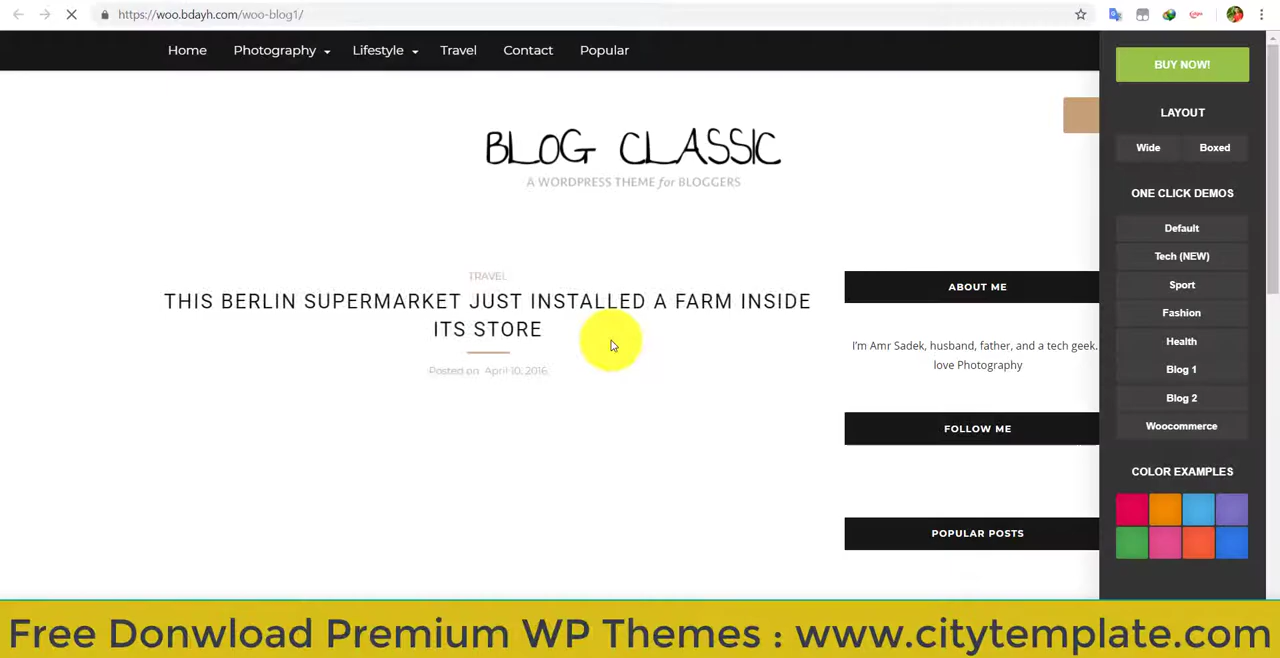 https://woo.bdayh.com/woo-blog1/
Home Photography Lifestyle Travel Contact Popular
BUY NOW!
LAYOUT
Wide Boxed
BLOG CLASSIC
A WORDPRESS THEME for BLOGGERS
ONE CLICK DEMOS
Default
Tech (NEW)
Sport
Fashion
Health
Blog 1
Blog 2
Woocommerce
COLOR EXAMPLES
TRAVEL
THIS BERLIN SUPERMARKET JUST INSTALLED A FARM INSIDE
ITS STORE
Posted on April 10, 2016
ABOUT ME
I'm Amr Sadek, husband, father, and a tech geek.
love Photography
FOLLOW ME
POPULAR POSTS
Free Donwload Premium WP Themes : www.citytemplate.com